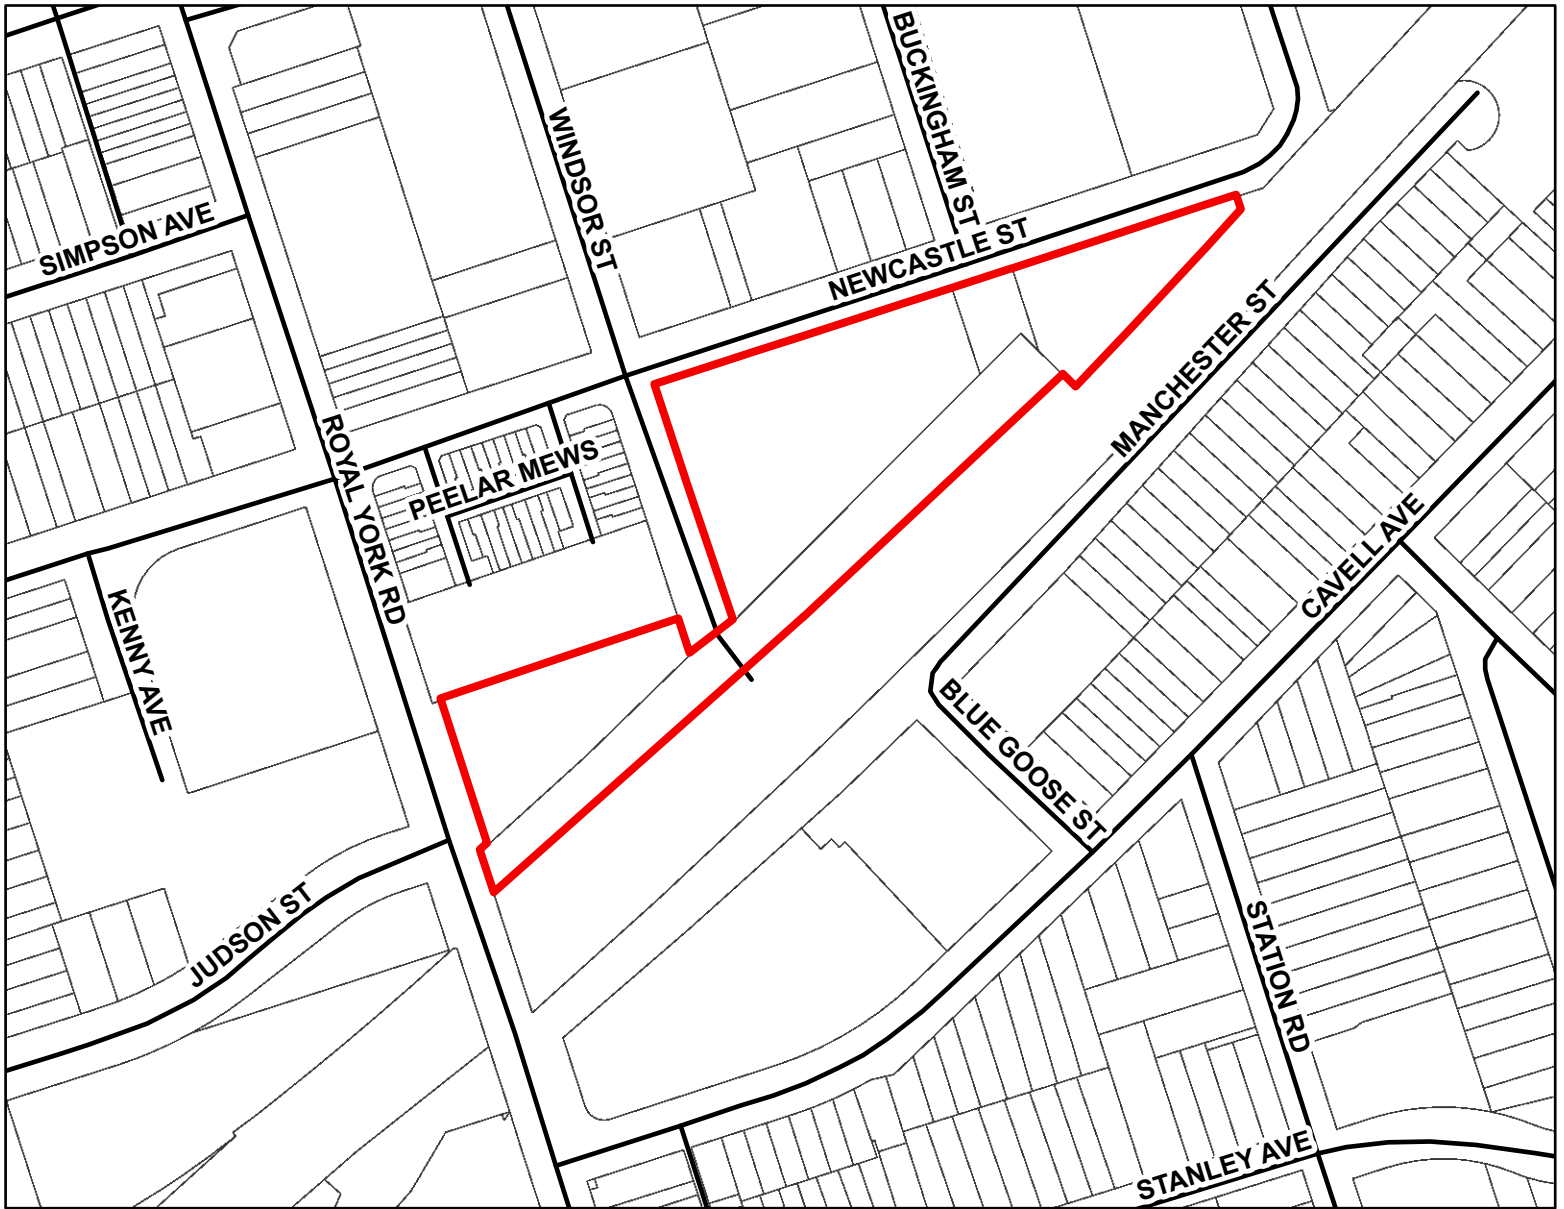 BUCKINGHAM ST
WINDSOR ST
SIMPSON AVE
NEWCASTLE ST
MANCHESTER ST
ROYAL YORK RD
PEELAR MEWS
CAVELL AVE
KENNY AVE
BLUE GOOSE ST
JUDSON ST
STATION RD
STANLEY AVE